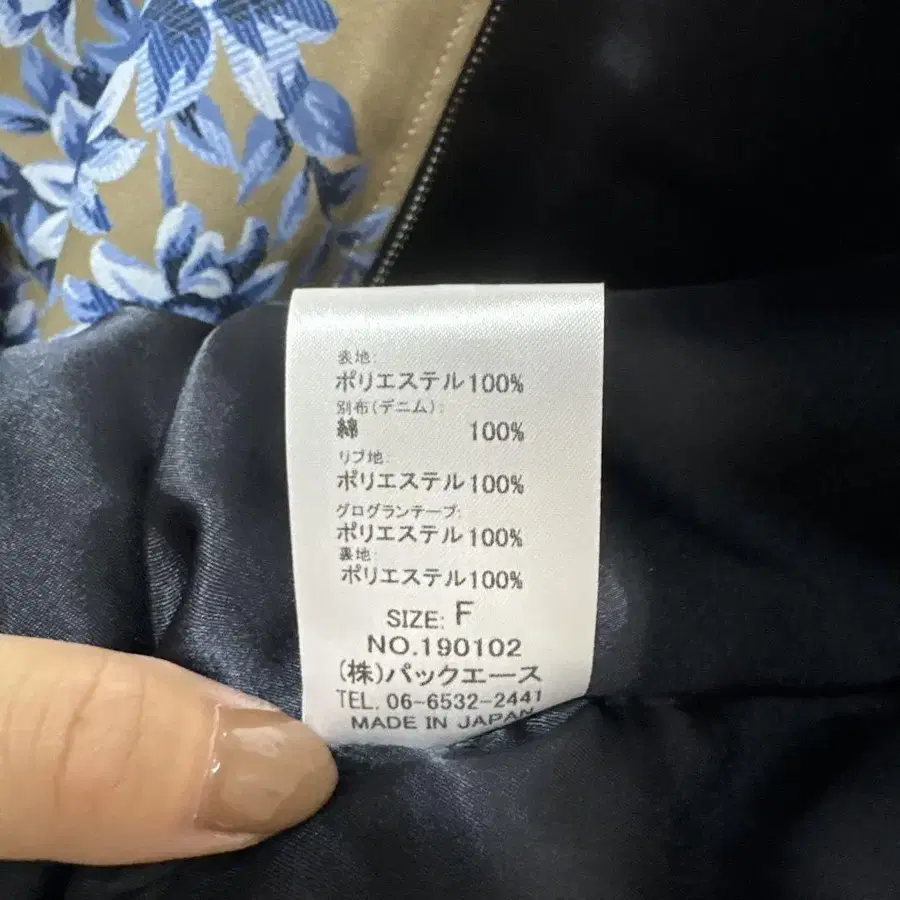 表地:
ポリエステル100%
別布(デニム):
綿 100%
リブ地:
ポリエステル100%
グログランテープ:
ポリエステル100%
裏地:
ポリエステル100%
SIZE: F
NO.190102
(株)パックエース
TEL. 06-6532-2441
MADE IN JAPAN